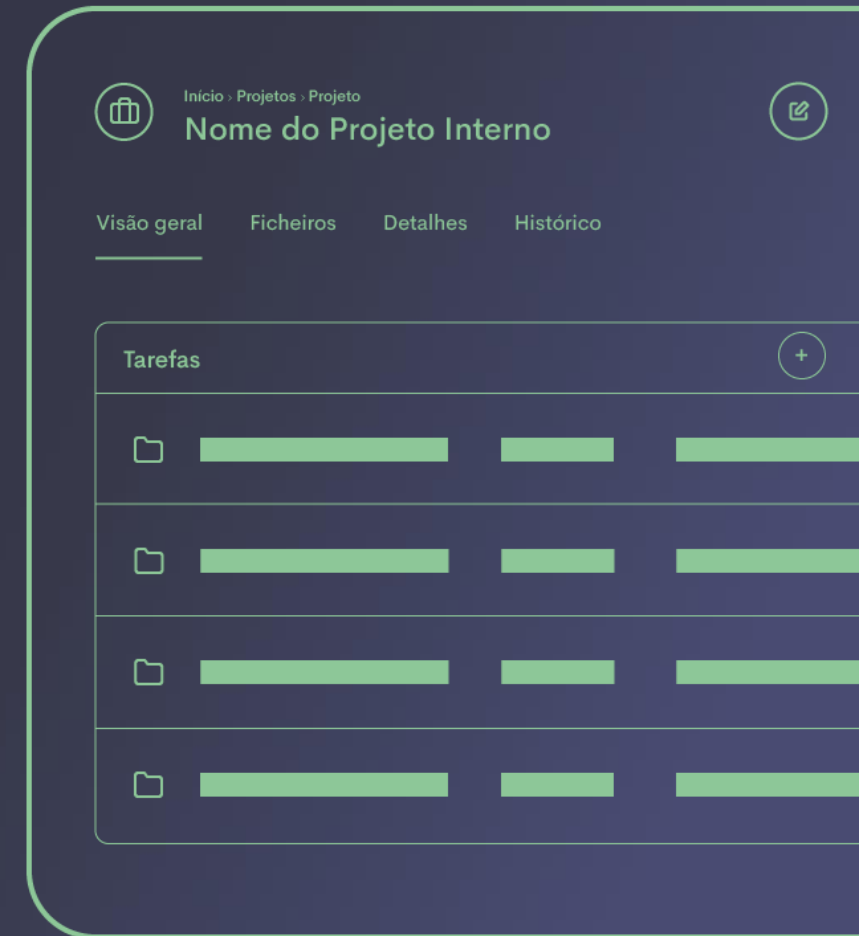 Início › Projetos › Projeto
Nome do Projeto Interno
Visão geral Ficheiros Detalhes Histórico
Tarefas +